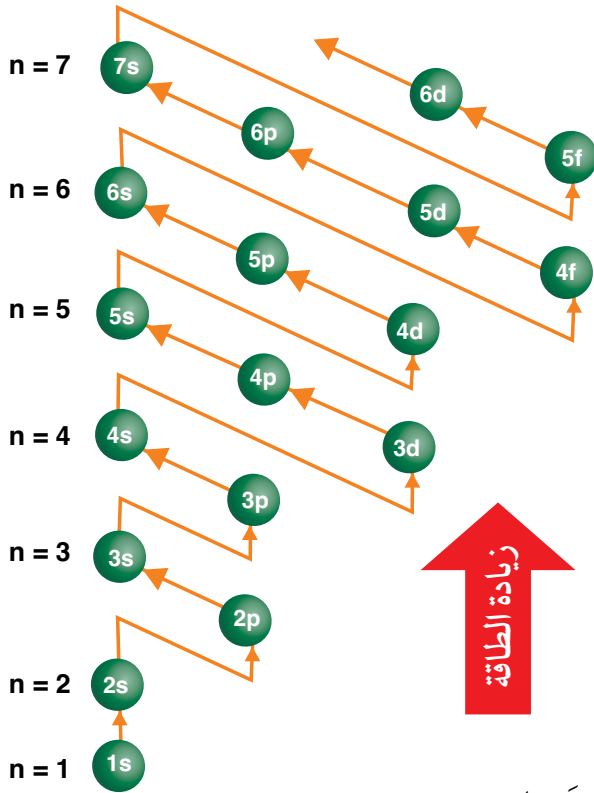 n = 7
7s
6d
6p
5f
n = 6
6s
5d
5p
4f
n = 5
5s
4d
4p
n = 4
4s
3d
3p
n = 3
3s
2p
زيادة الطاقة
n = 2
2s
n = 1
1s